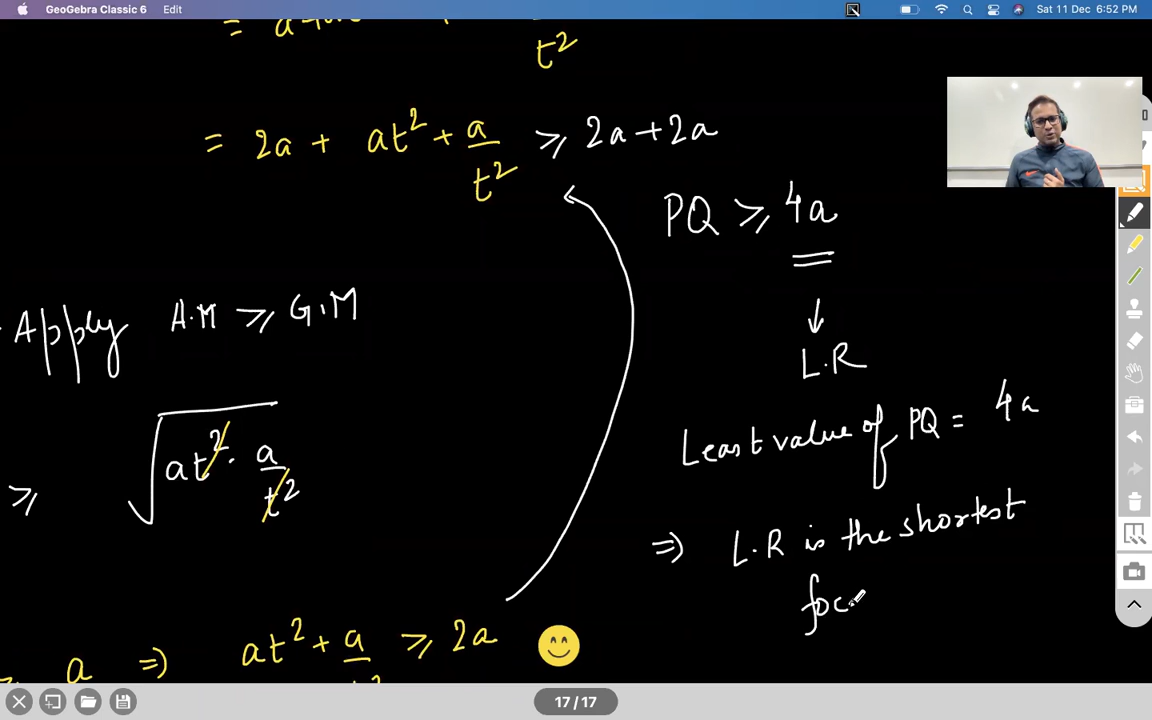 GeoGebra Classic 6 Edit Sat 11 Dec 6:52 PM
t²
= 2a + at² + a/t² ⩾ 2a + 2a
PQ ⩾ 4a
Apply A.M ⩾ G.M
L.R
⩾ √(at² · a/t²)
Least value of PQ = 4a
⇒ L.R is the shortest
foc
a ⇒ at² + a/t² ⩾ 2a
17/17